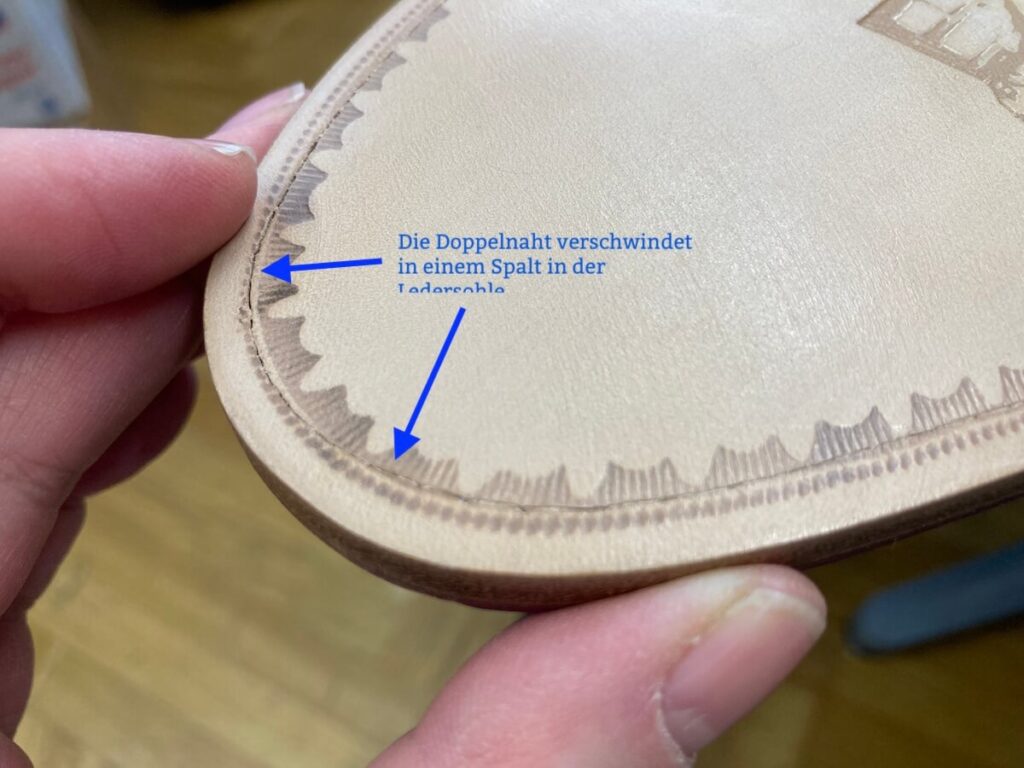 Die Doppelnaht verschwindet
in einem Spalt in der
Ledersohle